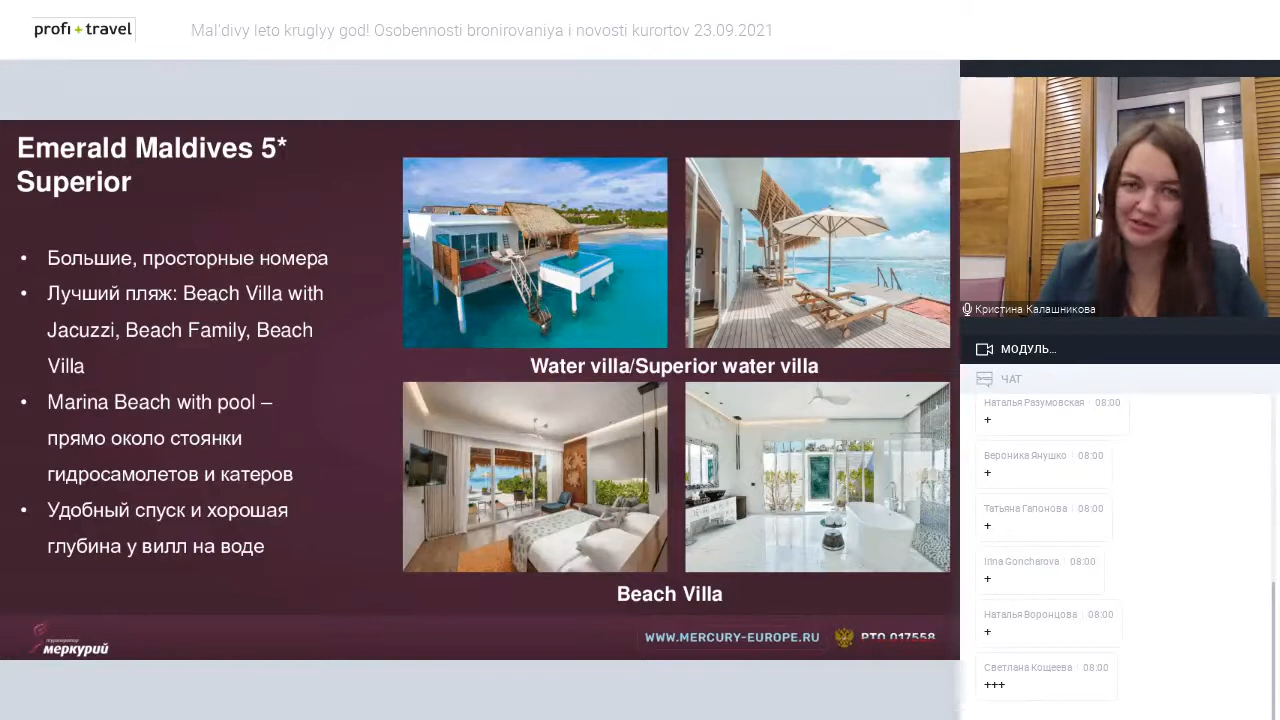 profi travel
Mal'divy leto kruglyy god! Osobennosti bronirovaniya i novosti kurortov 23.09.2021
Emerald Maldives 5*
Superior
• Большие, просторные номера
• Лучший пляж: Beach Villa with
Jacuzzi, Beach Family, Beach
Villa
• Marina Beach with pool –
прямо около стоянки
гидросамолетов и катеров
• Удобный спуск и хорошая
глубина у вилл на воде
Water villa/Superior water villa
Beach Villa
туроператор
меркурий
WWW.MERCURY-EUROPE.RU
РТО 017558
Кристина Калашникова
МОДУЛЬ...
ЧАТ
Наталья Разумовская 08:00
+
Вероника Янушко 08:00
+
Татьяна Гапонова 08:00
+
Irina Goncharova 08:00
+
Наталья Воронцова 08:00
+
Светлана Кощеева 08:00
+++